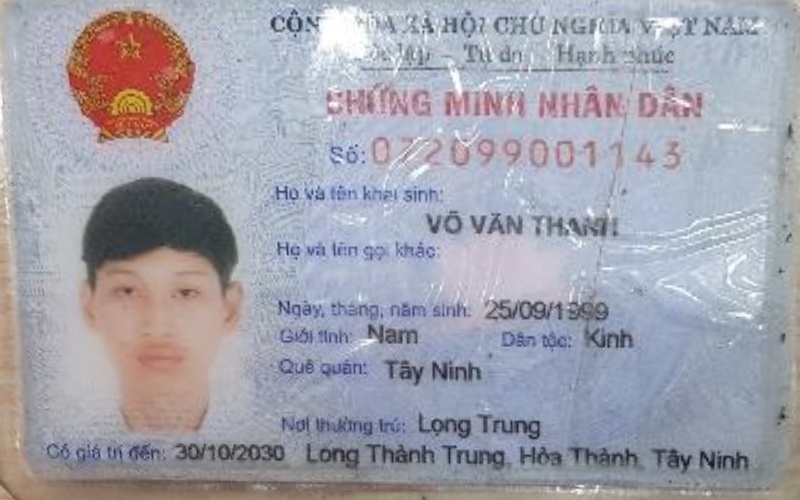 CỘNG HÒA XÃ HỘI CHỦ NGHĨA VIỆT NAM
Độc lập - Tự do - Hạnh phúc
CHỨNG MINH NHÂN DÂN
Số: 072099001143
Họ và tên khai sinh:
VÕ VĂN THANH
Họ và tên gọi khác:
Ngày, tháng, năm sinh: 25/09/1999
Giới tính: Nam Dân tộc: Kinh
Quê quán: Tây Ninh
Nơi thường trú: Long Trung
Có giá trị đến: 30/10/2030 Long Thành Trung, Hòa Thành, Tây Ninh